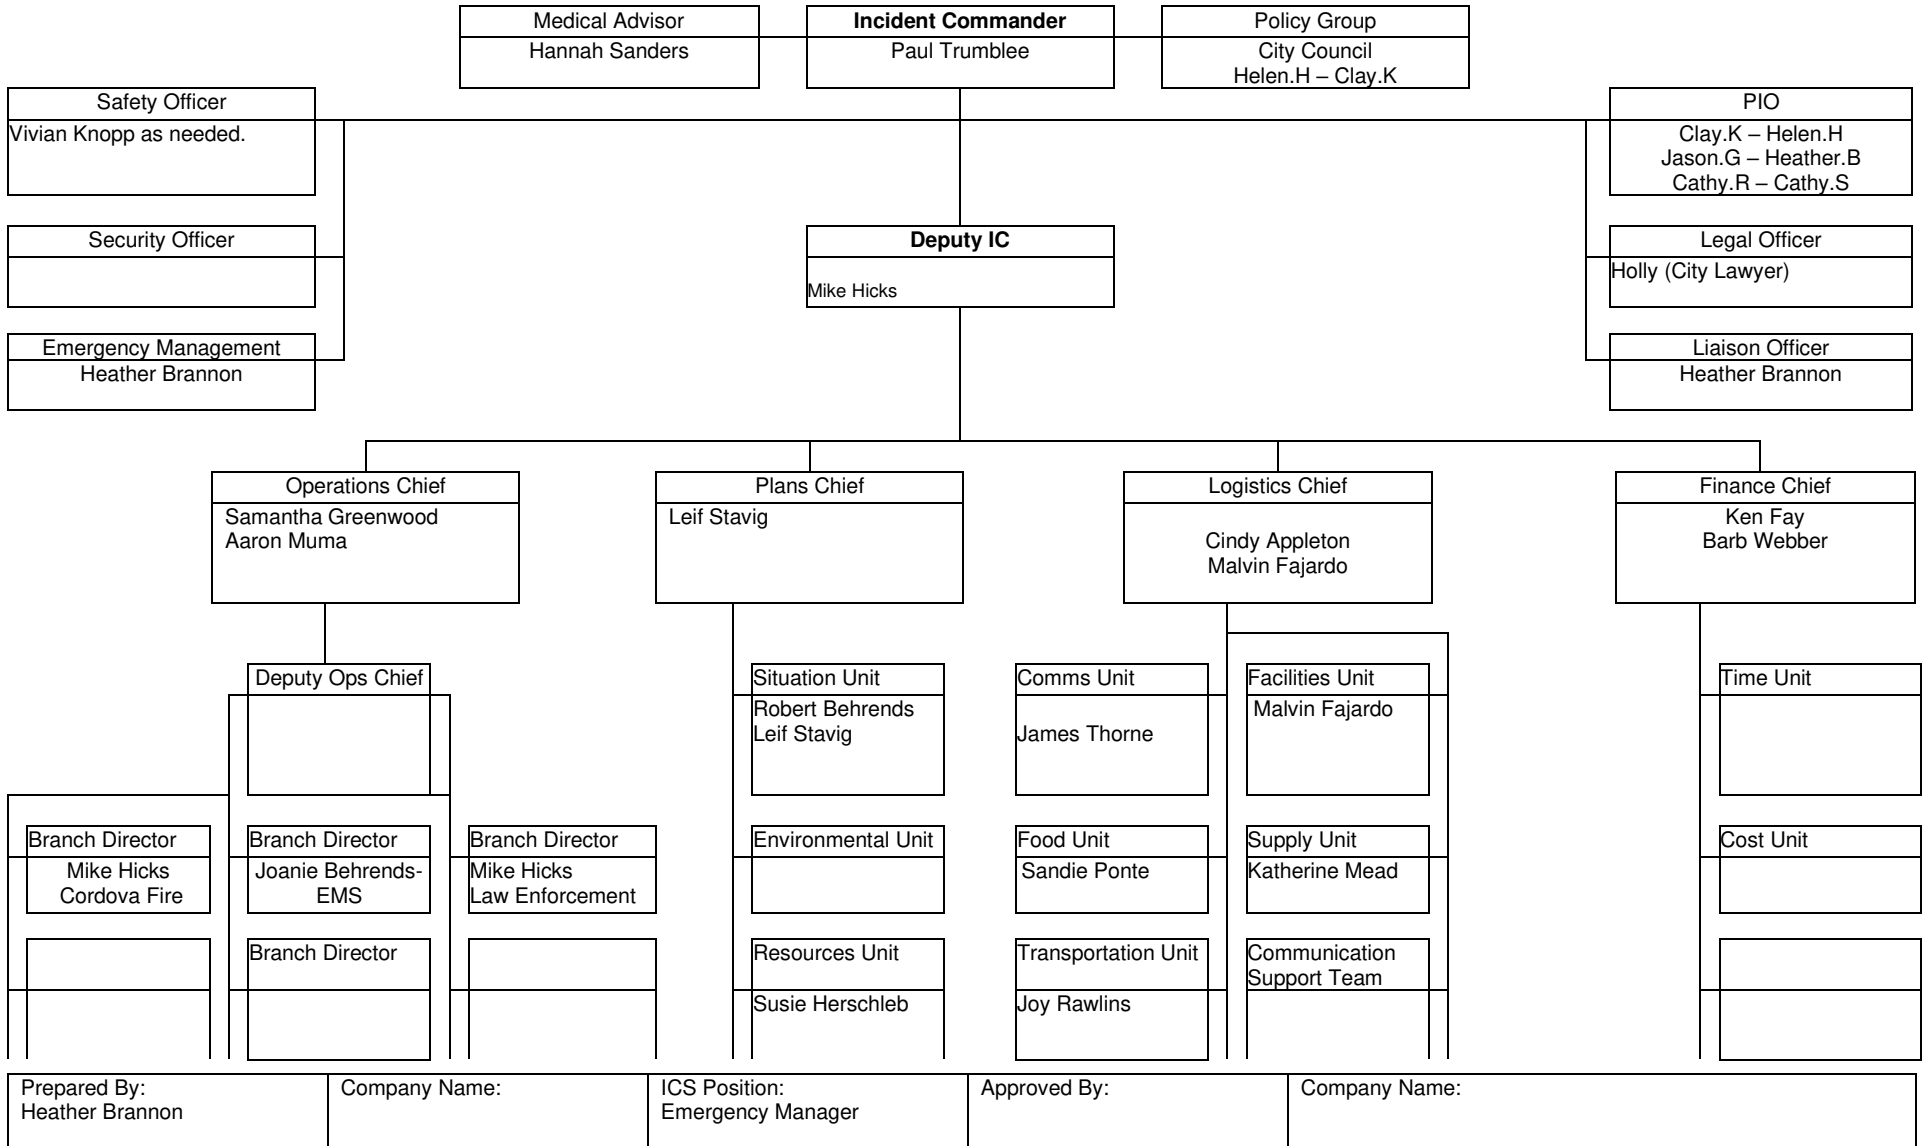 Medical Advisor
Hannah Sanders
Incident Commander
Paul Trumblee
Policy Group
City Council
Helen.H – Clay.K
Safety Officer
Vivian Knopp as needed.
PIO
Clay.K – Helen.H
Jason.G – Heather.B
Cathy.R – Cathy.S
Security Officer
Deputy IC
Mike Hicks
Legal Officer
Holly (City Lawyer)
Emergency Management
Heather Brannon
Liaison Officer
Heather Brannon
Operations Chief
Samantha Greenwood
Aaron Muma
Plans Chief
Leif Stavig
Logistics Chief
Cindy Appleton
Malvin Fajardo
Finance Chief
Ken Fay
Barb Webber
Deputy Ops Chief
Situation Unit
Robert Behrends
Leif Stavig
Comms Unit
James Thorne
Facilities Unit
Malvin Fajardo
Time Unit
Branch Director
Mike Hicks
Cordova Fire
Branch Director
Joanie Behrends-
EMS
Branch Director
Mike Hicks
Law Enforcement
Environmental Unit
Food Unit
Sandie Ponte
Supply Unit
Katherine Mead
Cost Unit
Branch Director
Resources Unit
Susie Herschleb
Transportation Unit
Joy Rawlins
Communication
Support Team
Prepared By:
Heather Brannon
Company Name:
ICS Position:
Emergency Manager
Approved By:
Company Name: